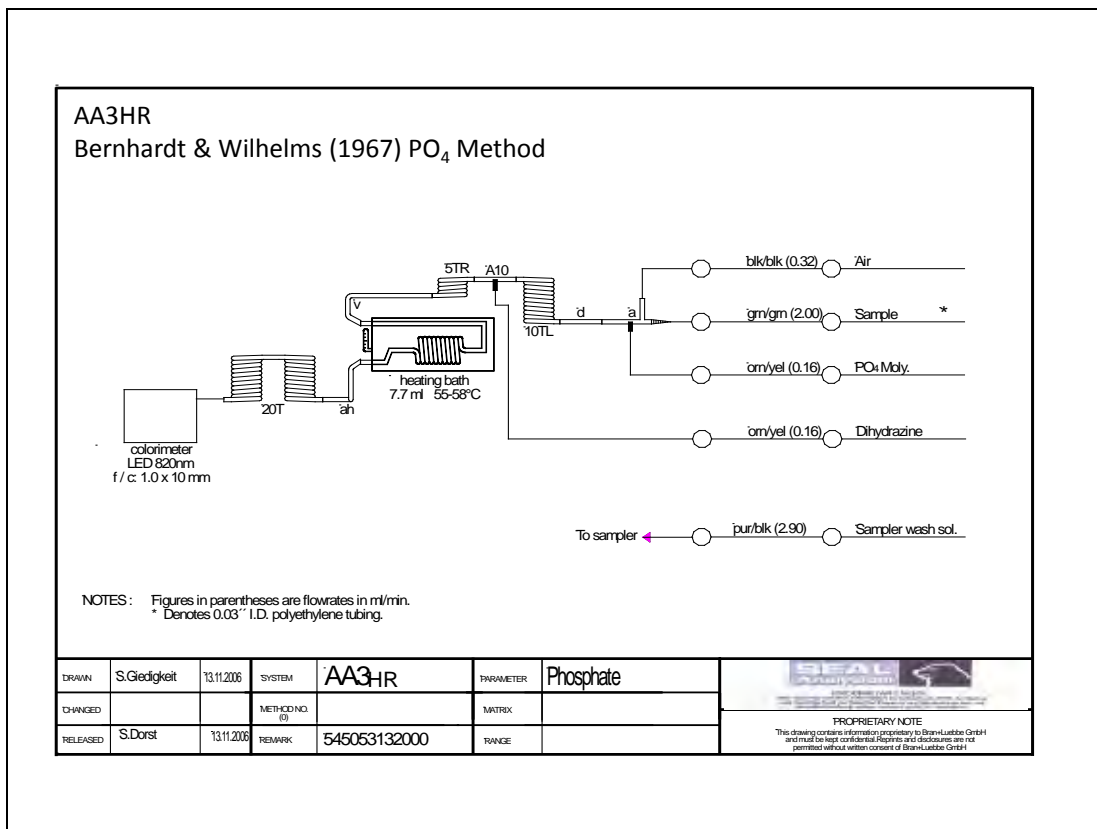 AA3HR
Bernhardt & Wilhelms (1967) PO₄ Method
5TR
A10
blk/blk (0.32)
Air
v
d
a
grn/grn (2.00)
Sample
*
10TL
heating bath
7.7 ml 55-58°C
orn/yel (0.16)
PO4 Moly.
20T
ah
colorimeter
LED 820nm
f / c: 1.0 x 10 mm
orn/yel (0.16)
Dihydrazine
To sampler
pur/blk (2.90)
Sampler wash sol.
NOTES : Figures in parentheses are flowrates in ml/min.
* Denotes 0.03´´ I.D. polyethylene tubing.
DRAWN S.Giedigkeit 13.11.2006 SYSTEM AA3HR PARAMETER Phosphate
CHANGED METHOD NO. (0) MATRIX
RELEASED S.Dorst 13.11.2006 REMARK 545053132000 RANGE
SEAL
Analytical
PROPRIETARY NOTE
This drawing contains information proprietary to Bran+Luebbe GmbH
and must be kept confidential.Reprints and disclosures are not
permitted without written consent of Bran+Luebbe GmbH